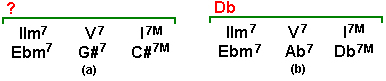 ? Db
IIm7 V7 I7M IIm7 V7 I7M
Ebm7 G#7 C#7M Ebm7 Ab7 Db7M
(a) (b)